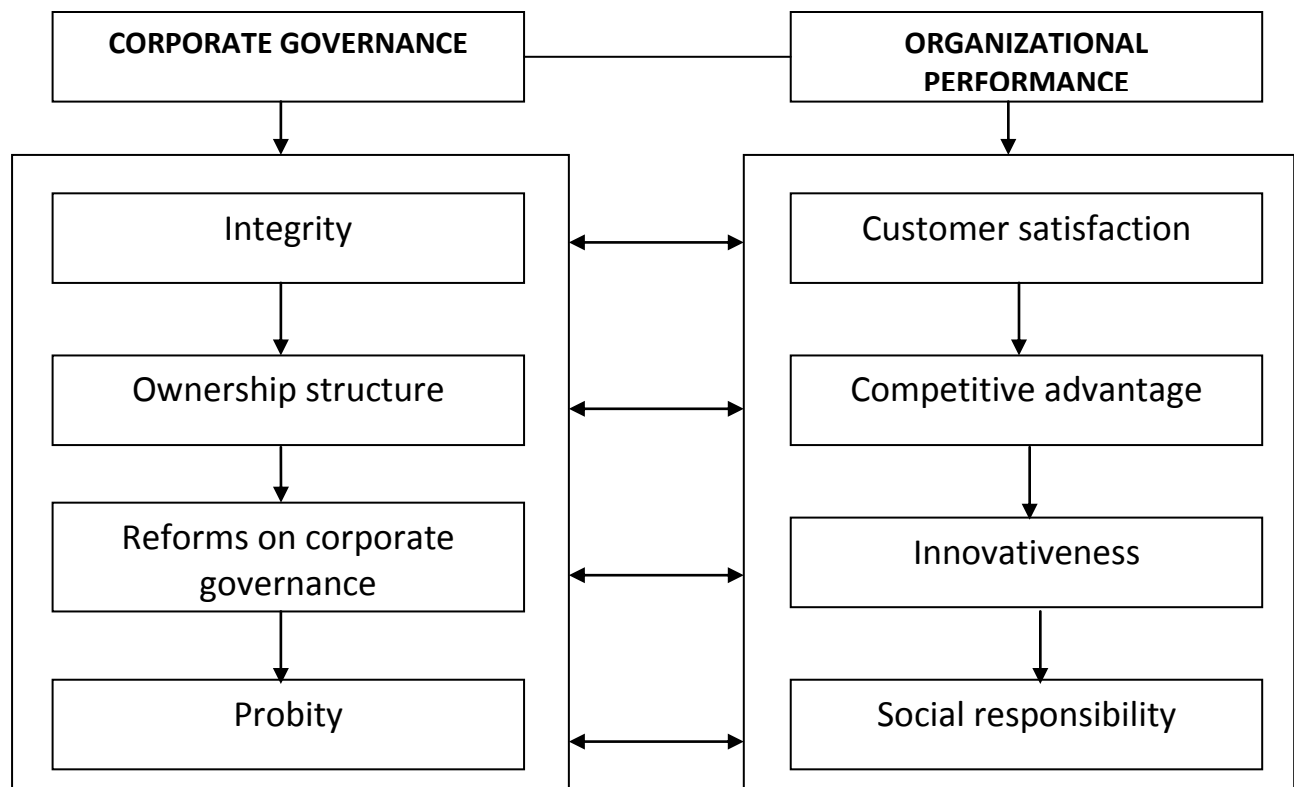 CORPORATE GOVERNANCE
ORGANIZATIONAL
PERFORMANCE
Integrity
Customer satisfaction
Ownership structure
Competitive advantage
Reforms on corporate
governance
Innovativeness
Probity
Social responsibility